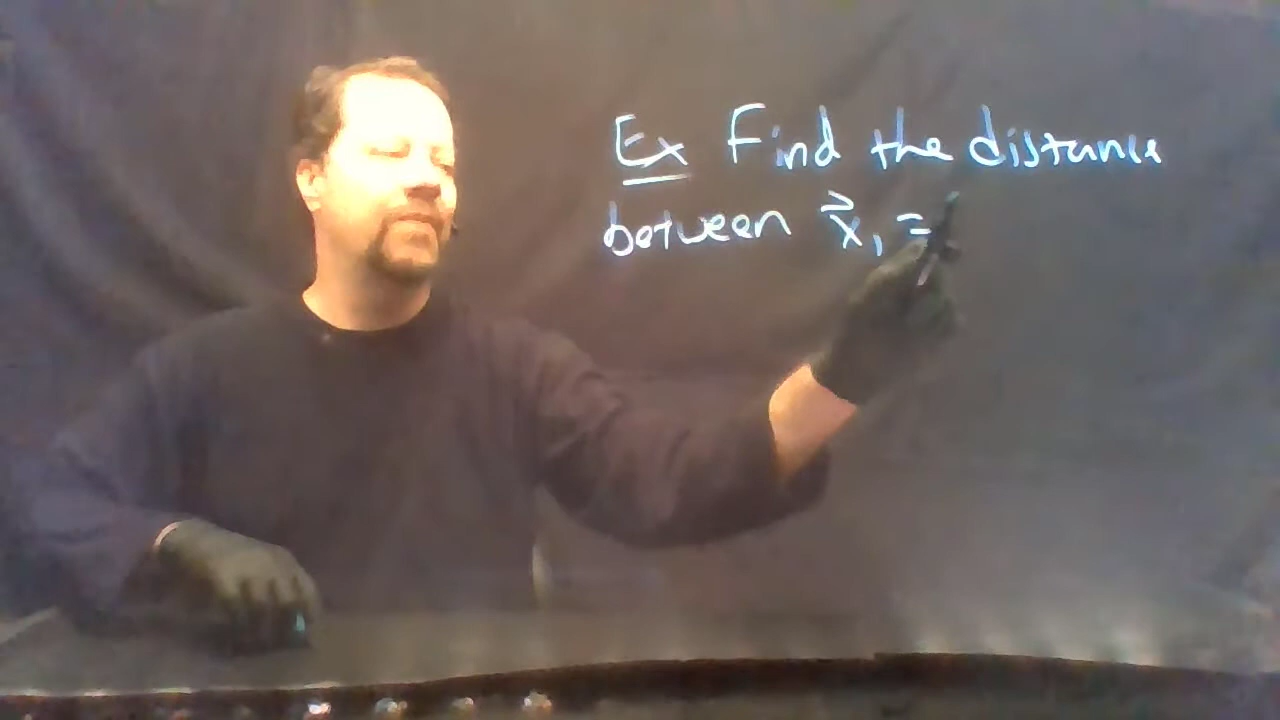 Ex Find the distance
between x⃗₁ =